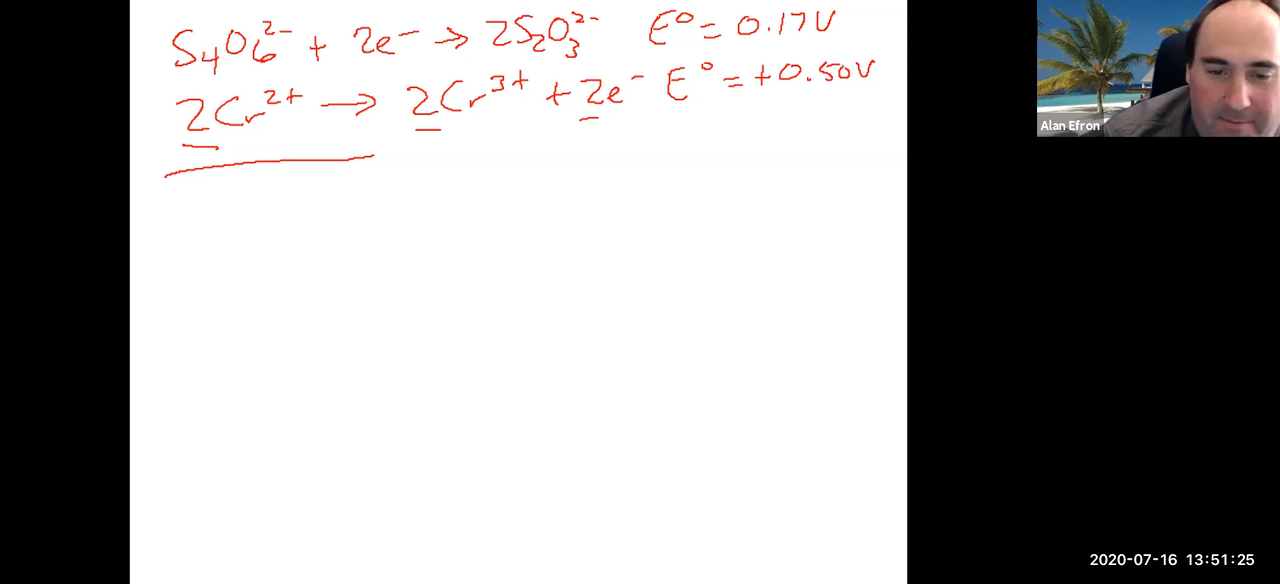 S₄O₆²⁻ + 2e⁻ → 2S₂O₃²⁻ E° = 0.17V
2Cr²⁺ → 2Cr³⁺ + 2e⁻ E° = +0.50V
Alan Efron
2020-07-16 13:51:25